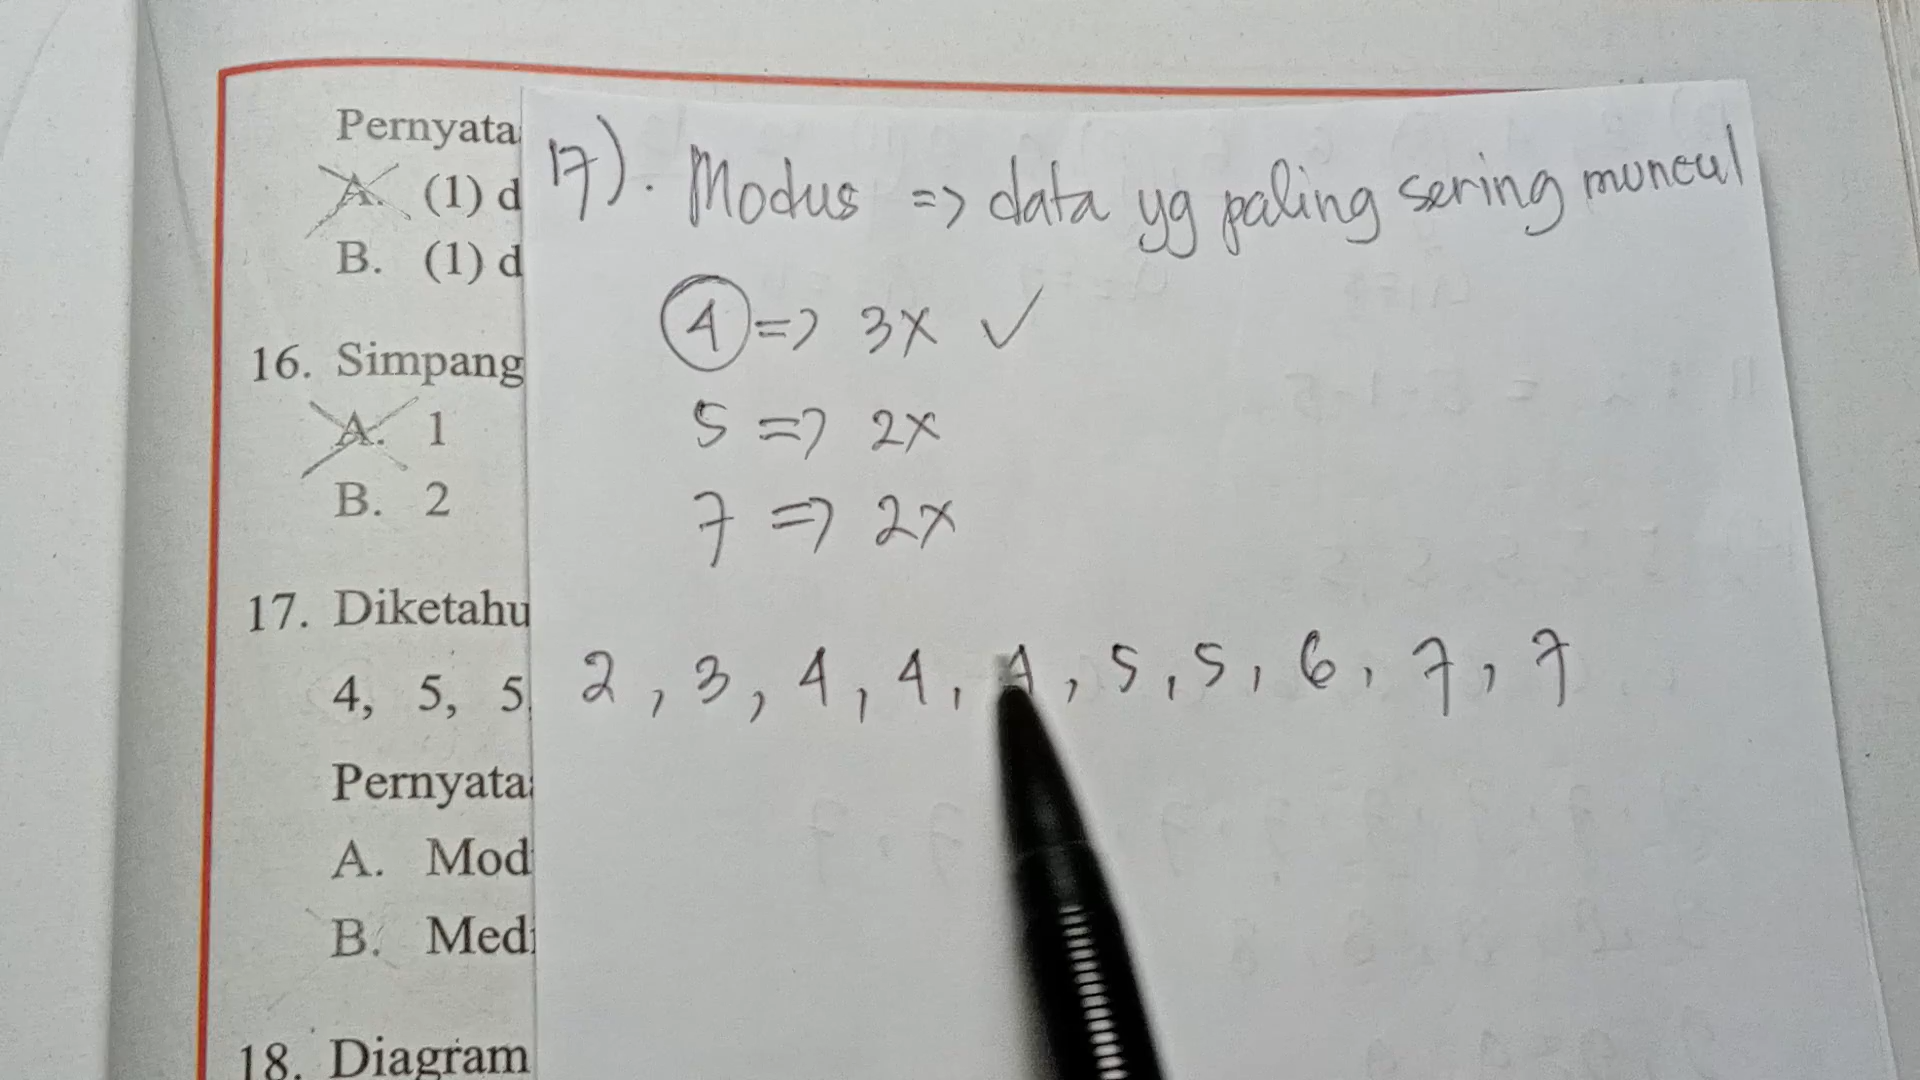 Pernyata
A. (1) d
B. (1) d
16. Simpang
A. 1
B. 2
17. Diketahu
4, 5, 5
Pernyata
A. Mod
B. Medi
18. Diagram
17). Modus => data yg paling sering muncul
4 => 3x ✓
5 => 2x
7 => 2x
2, 3, 4, 4, 4, 5, 5, 6, 7, 7